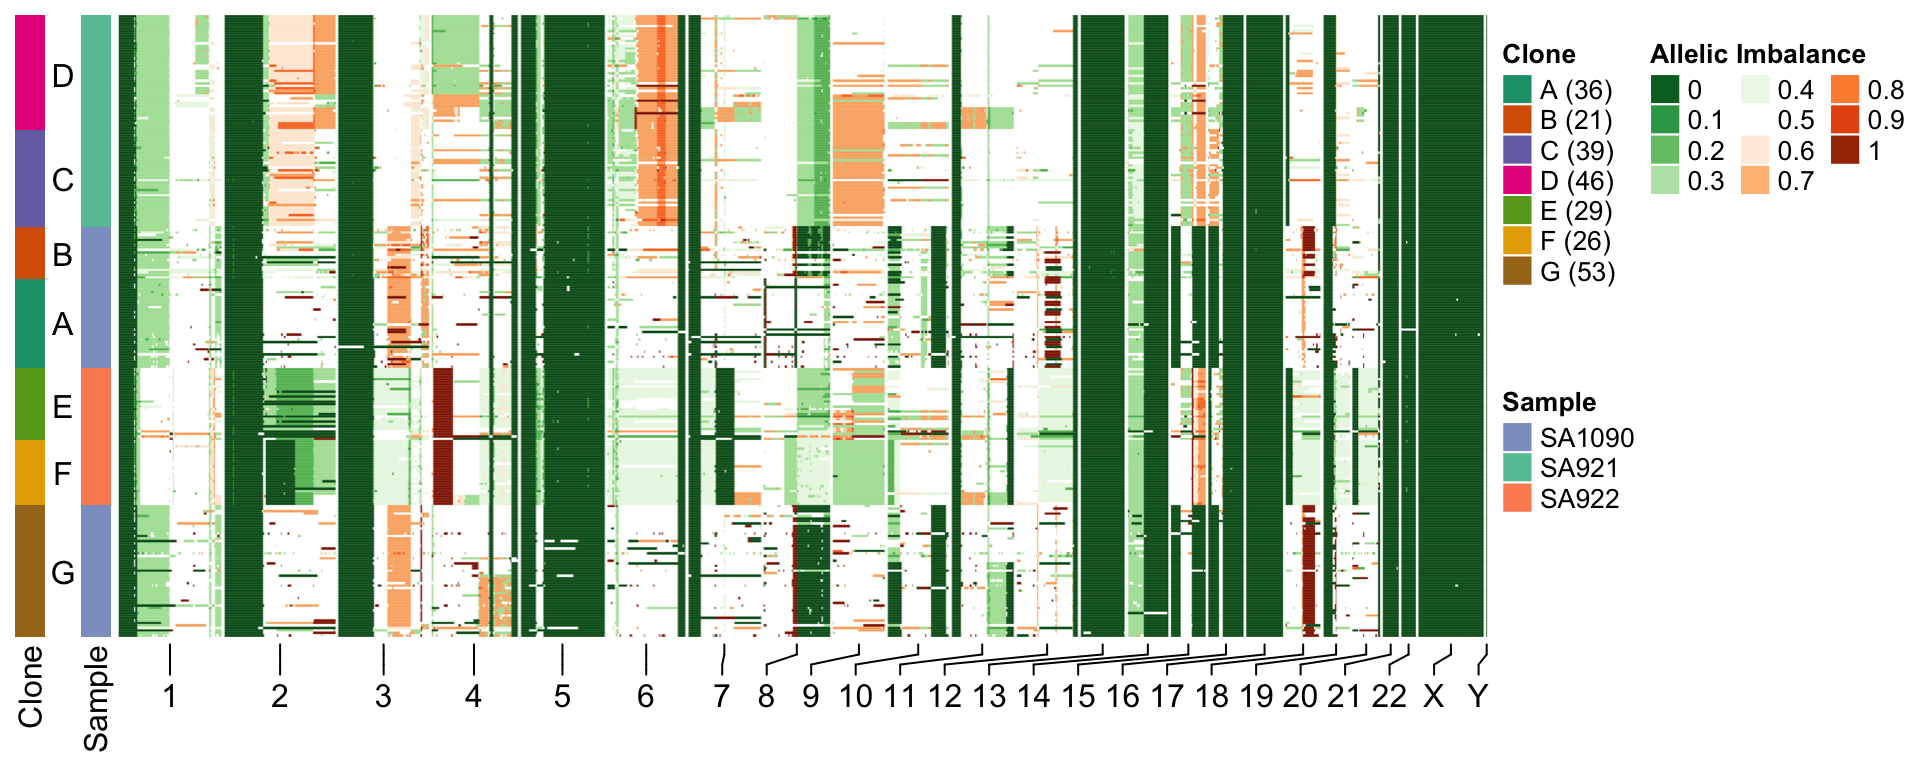 D
C
B
A
E
F
G
Clone
Sample
1 2 3 4 5 6 7 8 9 10 11 12 13 14 15 16 17 18 19 20 21 22 X Y
Clone
A (36)
B (21)
C (39)
D (46)
E (29)
F (26)
G (53)
Allelic Imbalance
0 0.4 0.8
0.1 0.5 0.9
0.2 0.6 1
0.3 0.7
Sample
SA1090
SA921
SA922